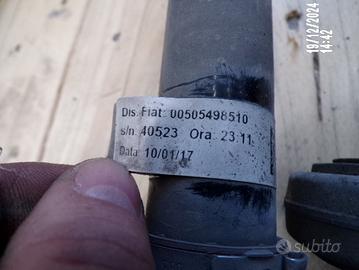 19/12/2024
14:42
Dis. Fiat: 00505498510
s/n: 40523 Ora: 23:11
Data: 10/01/17
subito